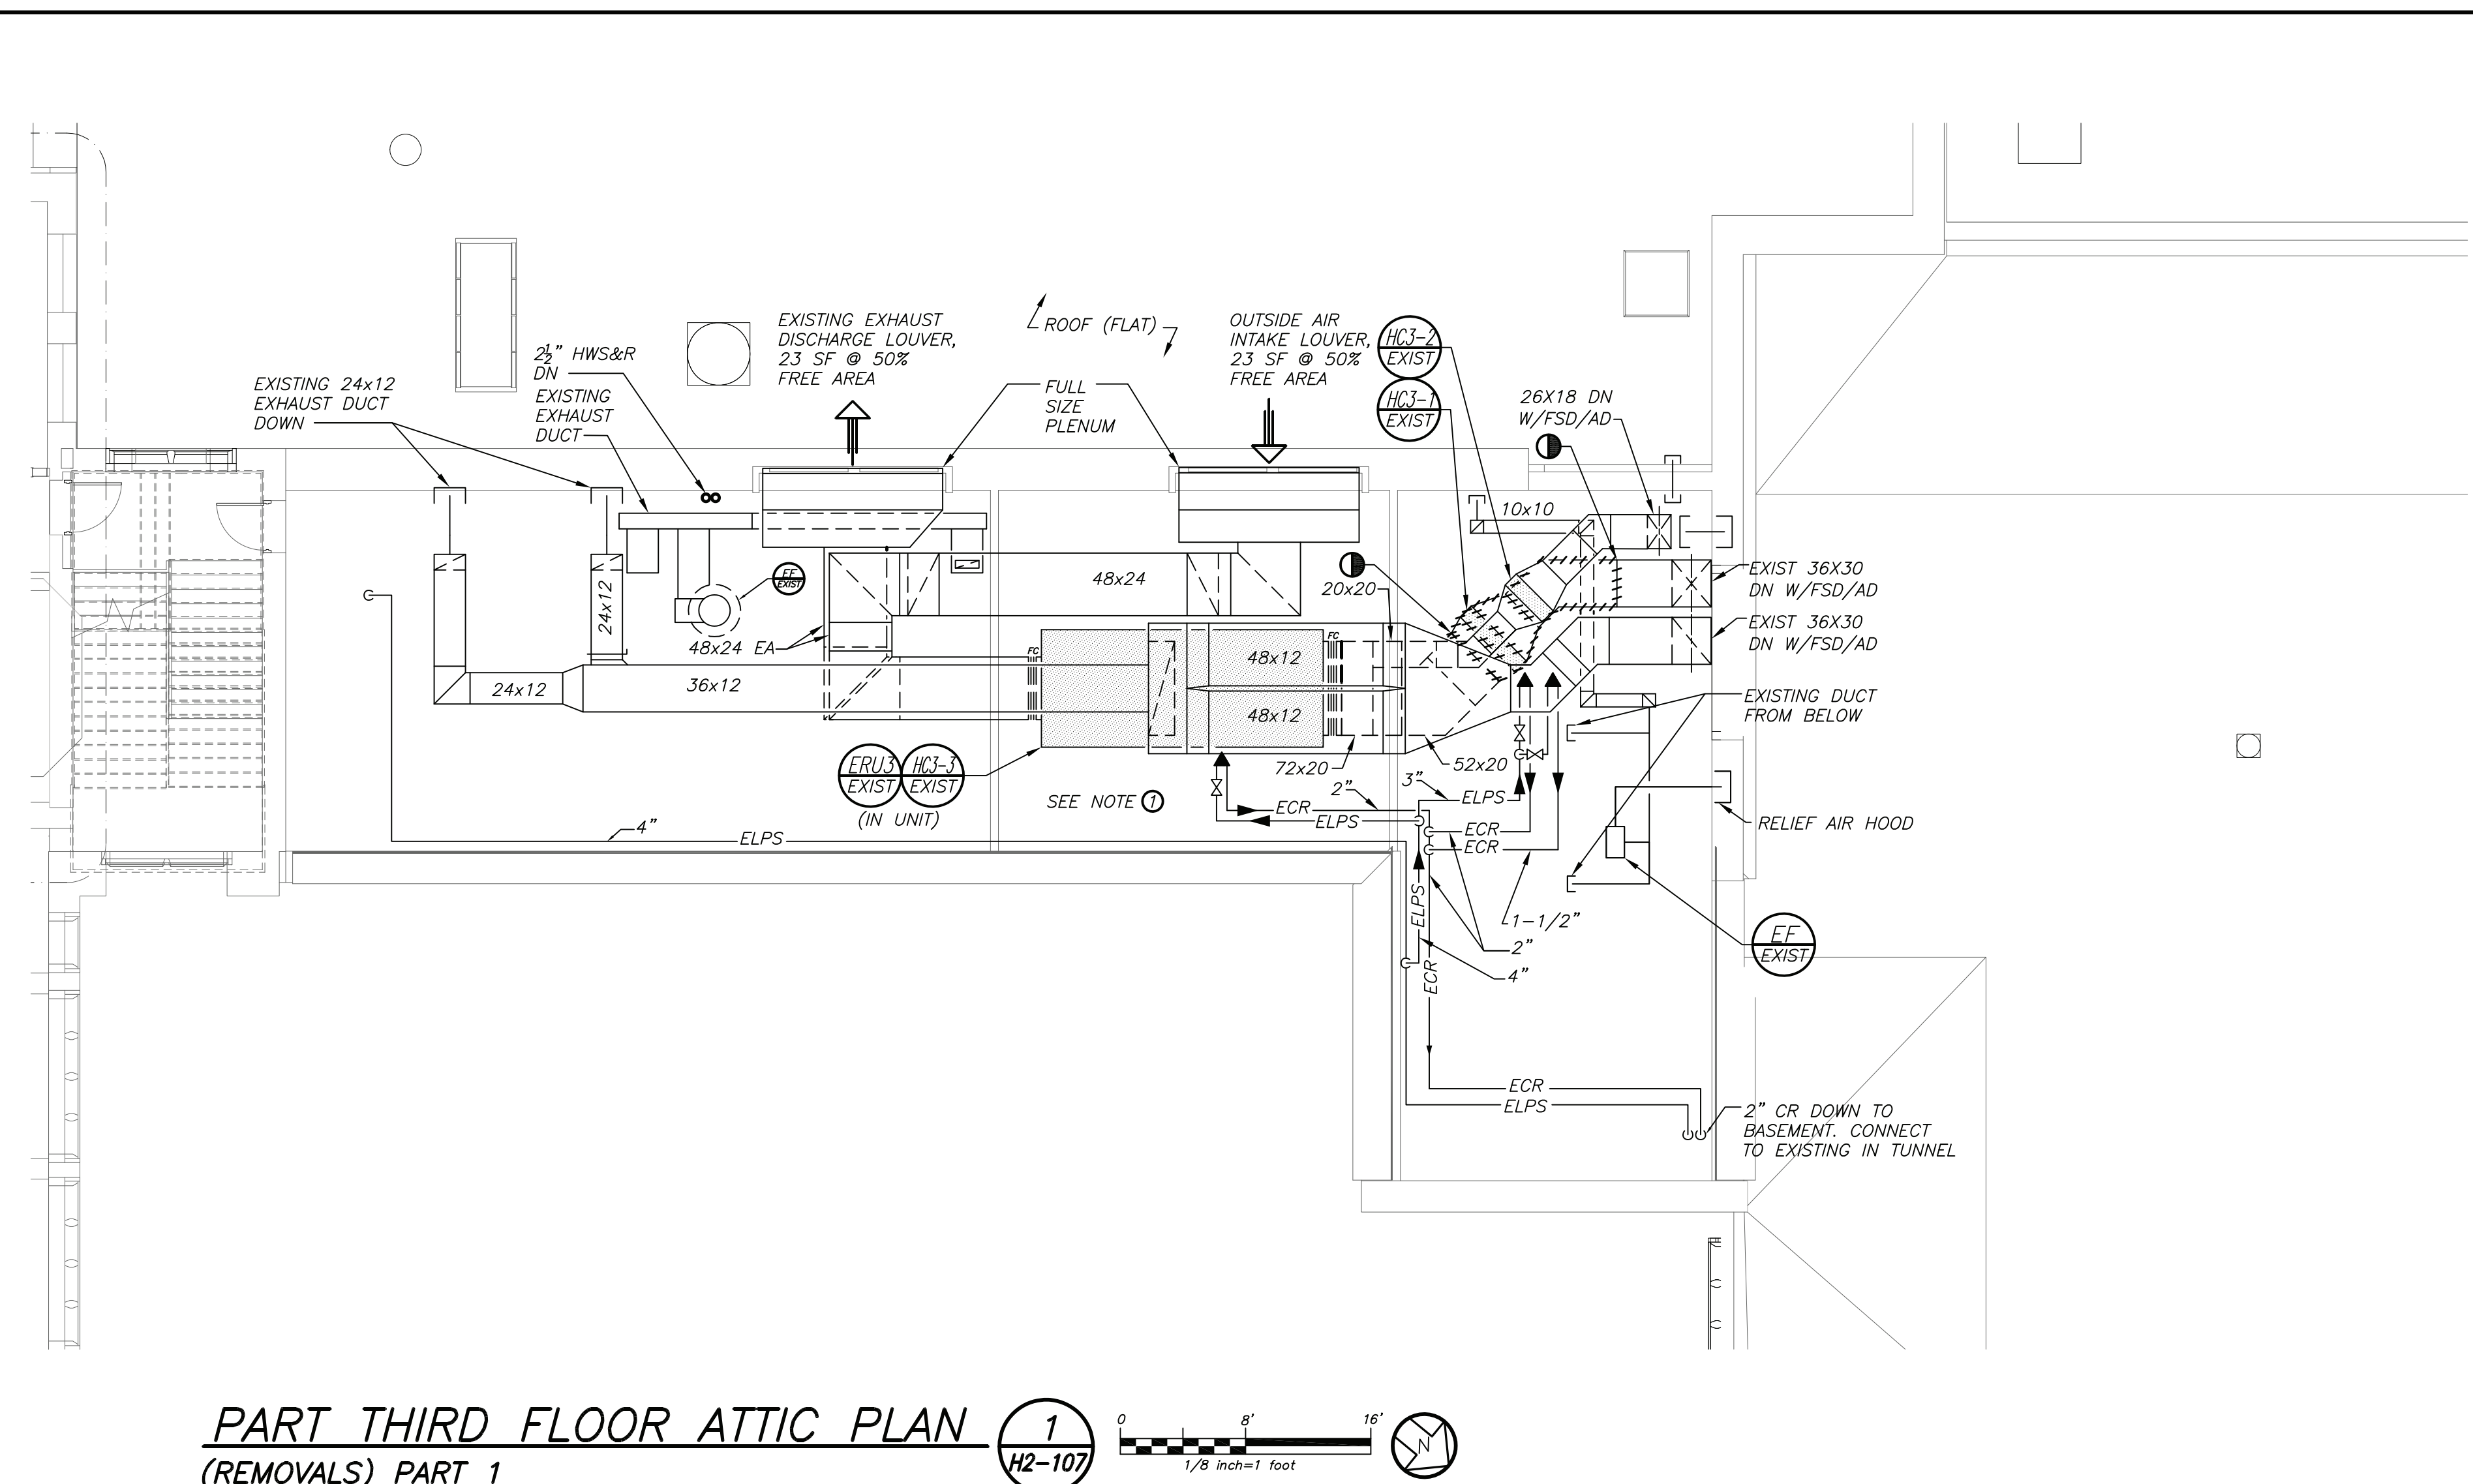 EXISTING EXHAUST
DISCHARGE LOUVER,
23 SF @ 50%
FREE AREA
ROOF (FLAT)
OUTSIDE AIR
INTAKE LOUVER,
23 SF @ 50%
FREE AREA
HC3-2
EXIST
HC3-1
EXIST
2½” HWS&R
DN
EXISTING
EXHAUST
DUCT
EXISTING 24x12
EXHAUST DUCT
DOWN
FULL
SIZE
PLENUM
26X18 DN
W/FSD/AD
10x10
EF
EXIST
48x24
20x20
EXIST 36X30
DN W/FSD/AD
EXIST 36X30
DN W/FSD/AD
24x12
48x24 EA
FC
FC
48x12
24x12
36x12
48x12
EXISTING DUCT
FROM BELOW
ERU3
EXIST
HC3-3
EXIST
(IN UNIT)
72x20
52x20
SEE NOTE 1
2”
3”
ELPS
ECR
ELPS
ECR
ECR
RELIEF AIR HOOD
4”
ELPS
ELPS
1-1/2”
2”
4”
ECR
EF
EXIST
ECR
ELPS
2” CR DOWN TO
BASEMENT. CONNECT
TO EXISTING IN TUNNEL
PART THIRD FLOOR ATTIC PLAN
(REMOVALS) PART 1
1
H2-107
0 8' 16'
1/8 inch=1 foot
N